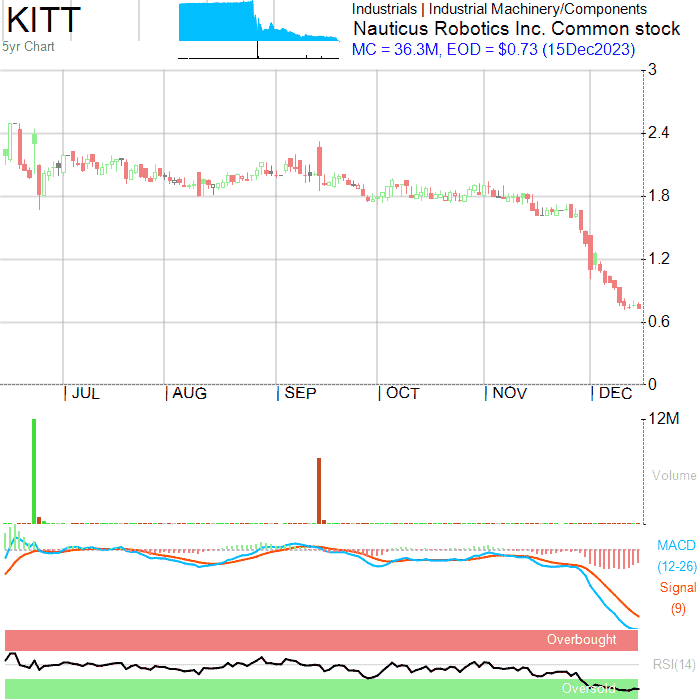 KITT
5yr Chart
Industrials | Industrial Machinery/Components
Nauticus Robotics Inc. Common stock
MC = 36.3M, EOD = $0.73 (15Dec2023)
3
2.4
1.8
1.2
0.6
0
| JUL | AUG | SEP | OCT | NOV | DEC
12M
Volume
MACD
(12-26)
Signal
(9)
Overbought
RSI(14)
Oversold